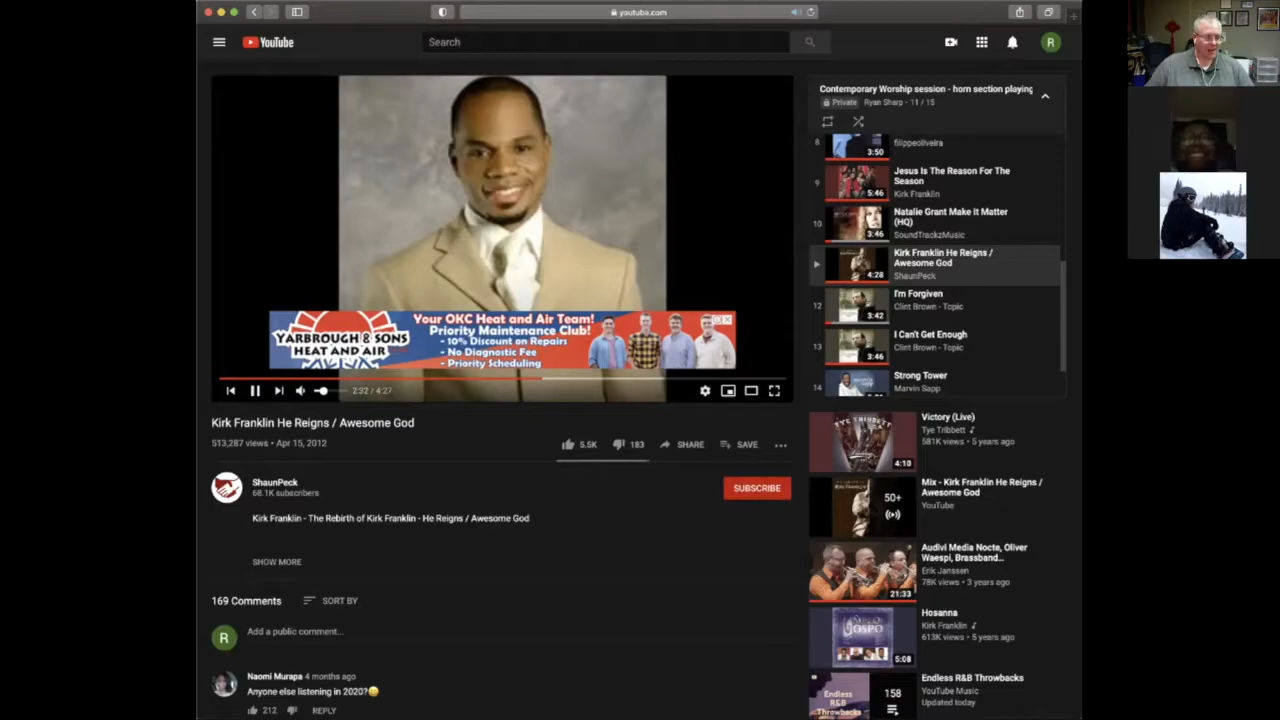 youtube.com
YouTube
Search
R
Your OKC Heat and Air Team!
Priority Maintenance Club!
YARBROUGH & SONS
HEAT AND AIR
- 10% Discount on Repairs
- No Diagnostic Fee
- Priority Scheduling
2:32 / 4:27
Kirk Franklin He Reigns / Awesome God
513,287 views • Apr 15, 2012
5.5K
183
SHARE
SAVE
ShaunPeck
68.1K subscribers
SUBSCRIBE
Kirk Franklin - The Rebirth of Kirk Franklin - He Reigns / Awesome God
SHOW MORE
169 Comments
SORT BY
R
Add a public comment...
Naomi Murapa 4 months ago
Anyone else listening in 2020?😀
212
REPLY
Contemporary Worship session - horn section playing
Private Ryan Sharp - 11 / 15
8
3:50
filippeoliveira
9
5:46
Jesus Is The Reason For The
Season
Kirk Franklin
10
3:46
Natalie Grant Make It Matter
(HQ)
SoundTrackzMusic
4:28
Kirk Franklin He Reigns /
Awesome God
ShaunPeck
12
3:42
I'm Forgiven
Clint Brown - Topic
13
3:46
I Can't Get Enough
Clint Brown - Topic
14
Strong Tower
Marvin Sapp
TYE TRIBBETT
4:10
Victory (Live)
Tye Tribbett
581K views • 5 years ago
50+
Mix - Kirk Franklin He Reigns /
Awesome God
YouTube
21:33
Audivi Media Nocte, Oliver
Waespi, Brassband...
Erik Janssen
78K views • 3 years ago
5:08
Hosanna
Kirk Franklin
613K views • 5 years ago
Endless
R&B
Throwbacks
158
Endless R&B Throwbacks
YouTube Music
Updated today